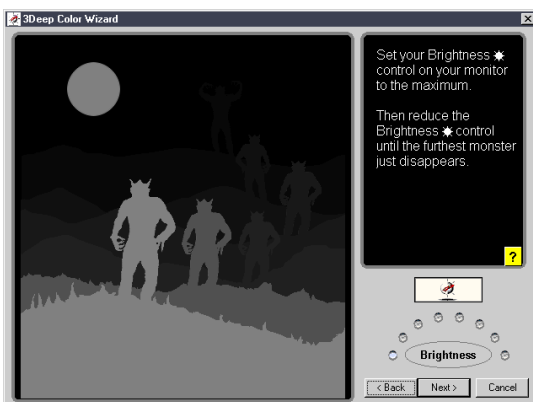 3Deep Color Wizard
Set your Brightness
control on your monitor
to the maximum.
Then reduce the
Brightness control
until the furthest monster
just disappears.
?
Brightness
< Back
Next >
Cancel